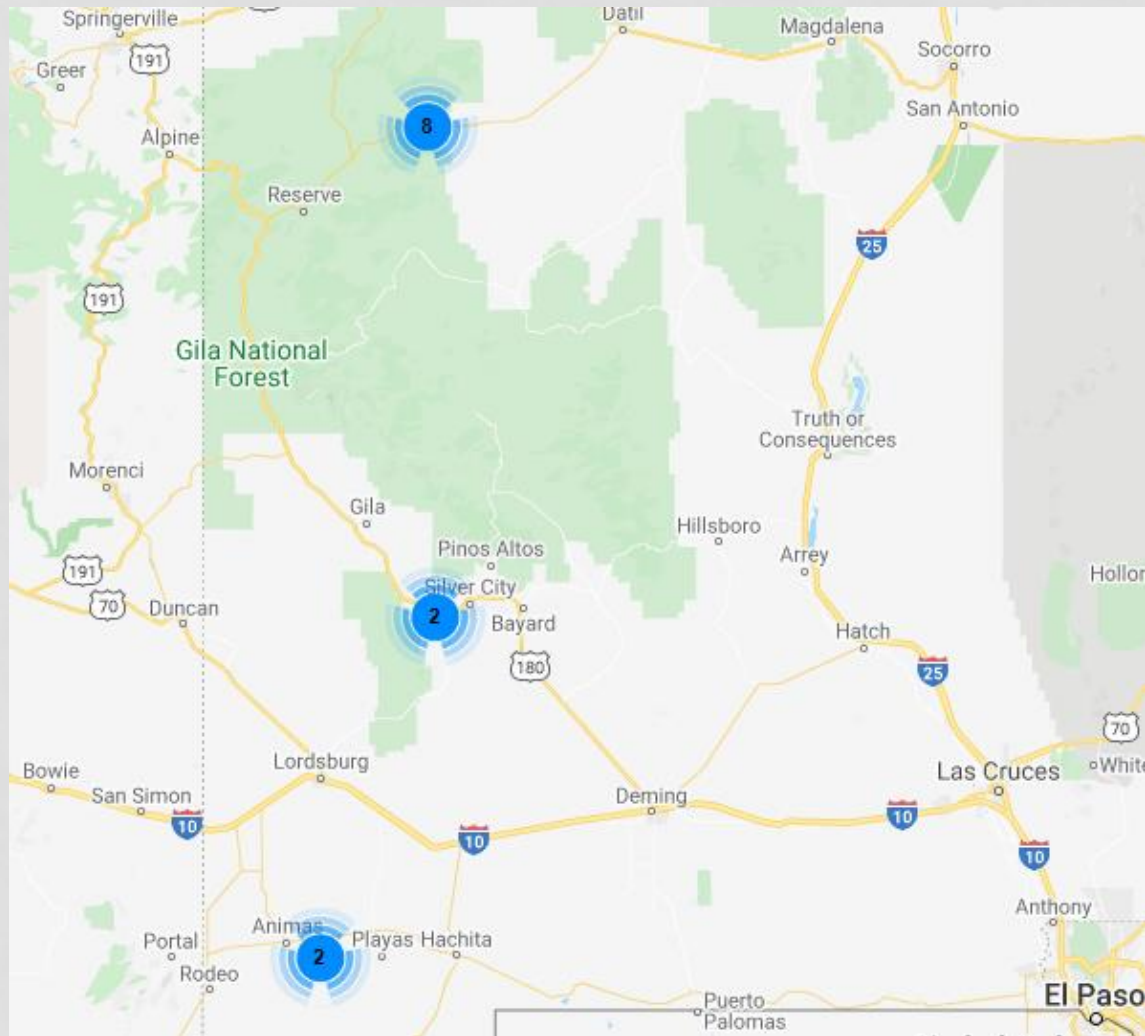 Springerville
Datil
Magdalena
Socorro
191
Greer
San Antonio
8
Alpine
Reserve
25
191
Gila National
Forest
Truth or
Consequences
Morenci
Gila
Hillsboro
Pinos Altos
Arrey
191
Hollor
Silver City
70
Duncan
2
Bayard
Hatch
180
25
70
Lordsburg
Bowie
Las Cruces
White
San Simon
Deming
10
10
10
10
Anthony
Animas
Portal
Playas
Hachita
2
Rodeo
El Paso
Puerto
Palomas